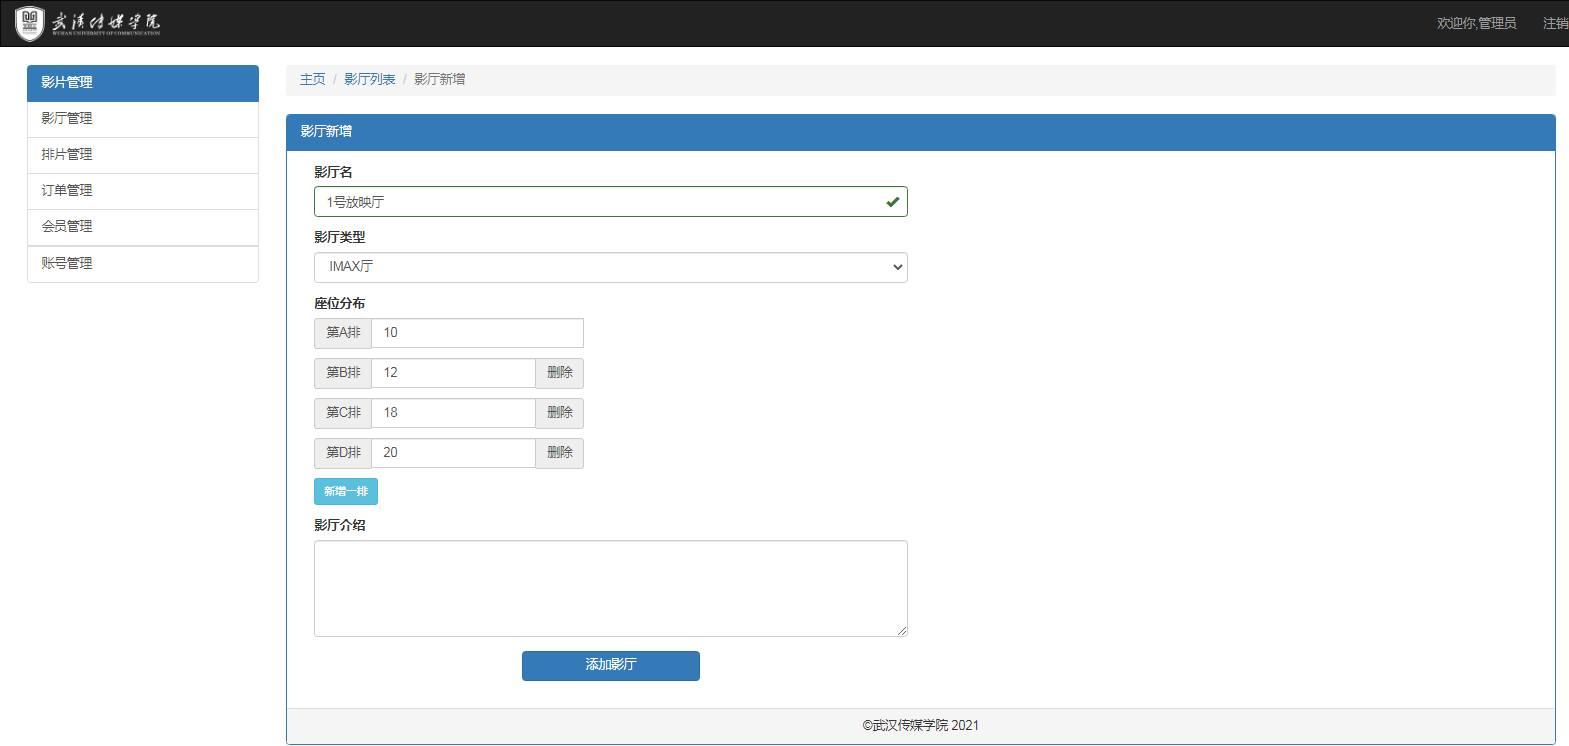 武汉传媒学院
WUHAN UNIVERSITY OF COMMUNICATION
欢迎你,管理员 注销
影片管理
影厅管理
排片管理
订单管理
会员管理
账号管理
主页 / 影厅列表 / 影厅新增
影厅新增
影厅名
1号放映厅
影厅类型
IMAX厅
座位分布
第A排 10
第B排 12 删除
第C排 18 删除
第D排 20 删除
新增一排
影厅介绍
添加影厅
©武汉传媒学院 2021